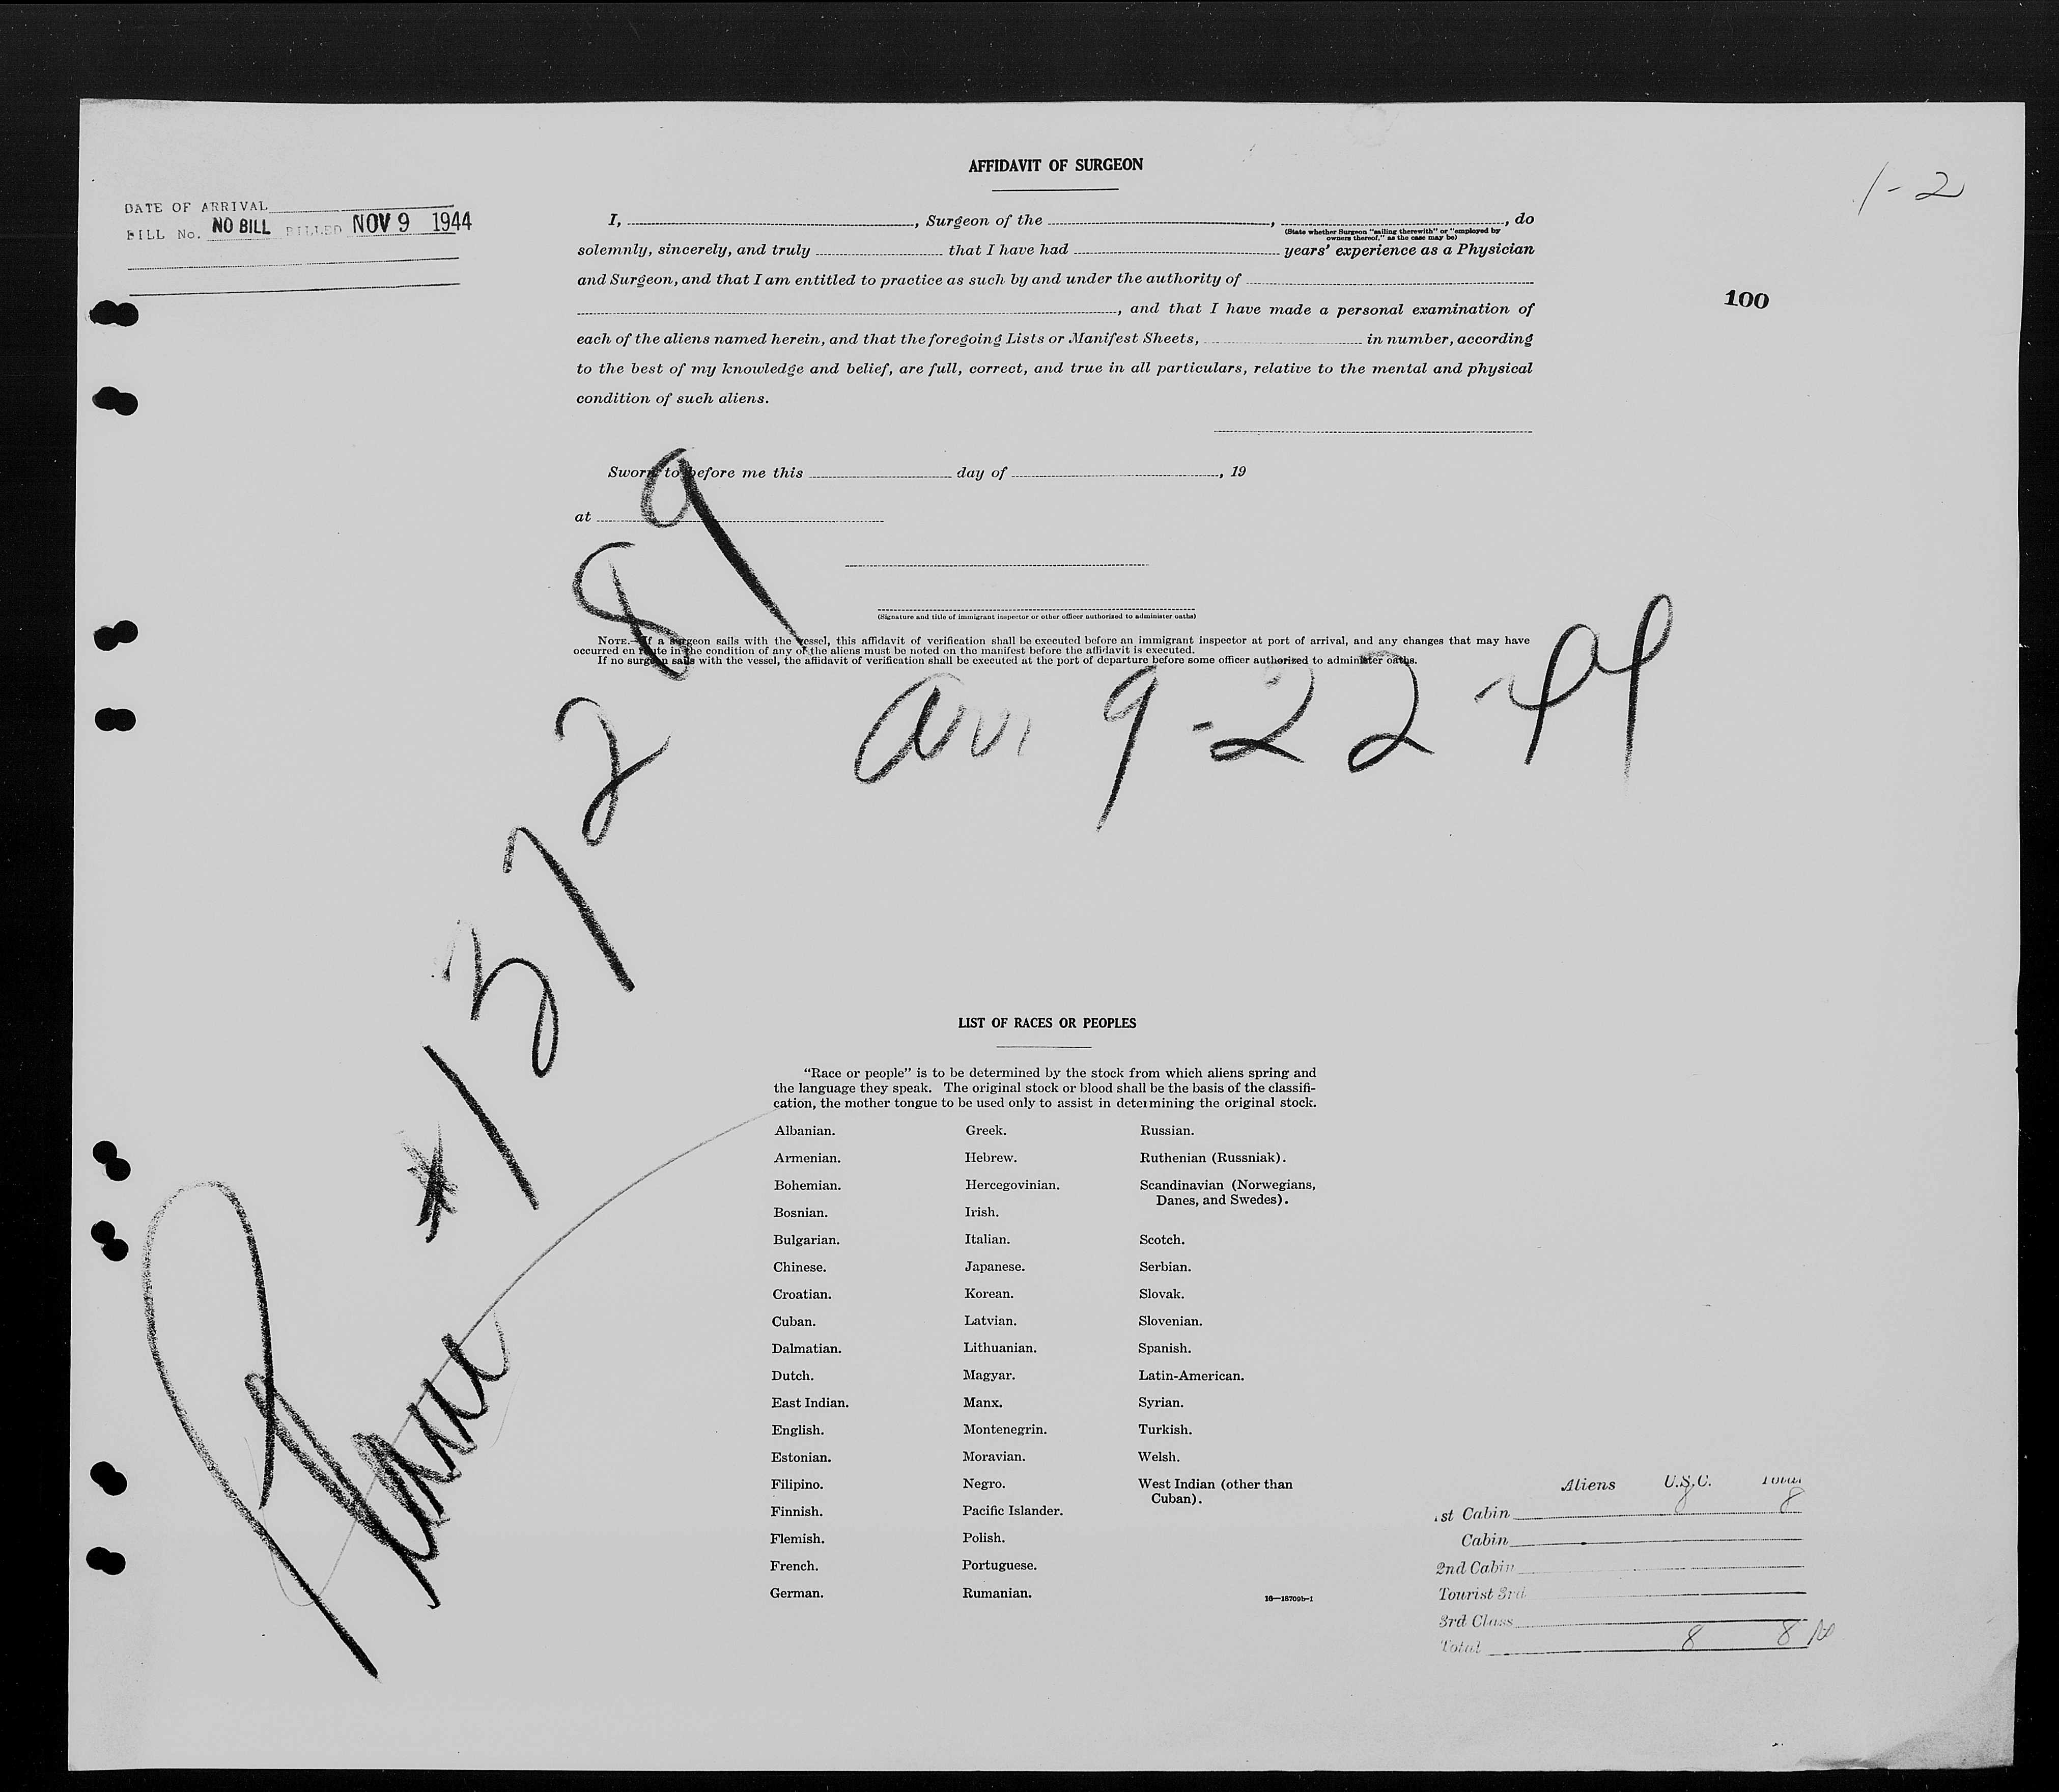 AFFIDAVIT OF SURGEON
1-2
DATE OF ARRIVAL
BILL No. NO BILL BILLED NOV 9 1944
I, , Surgeon of the , , do
(State whether Surgeon "sailing therewith" or "employed by
owners thereof," as the case may be)
solemnly, sincerely, and truly that I have had years' experience as a Physician
and Surgeon, and that I am entitled to practice as such by and under the authority of
100
, and that I have made a personal examination of
each of the aliens named herein, and that the foregoing Lists or Manifest Sheets, in number, according
to the best of my knowledge and belief, are full, correct, and true in all particulars, relative to the mental and physical
condition of such aliens.
Sworn to before me this day of , 19
at
(Signature and title of immigrant inspector or other officer authorized to administer oaths)
NOTE.—If a surgeon sails with the vessel, this affidavit of verification shall be executed before an immigrant inspector at port of arrival, and any changes that may have
occurred en route in the condition of any of the aliens must be noted on the manifest before the affidavit is executed.
If no surgeon sails with the vessel, the affidavit of verification shall be executed at the port of departure before some officer authorized to administer oaths.
arr 9-22-44
#137289
LIST OF RACES OR PEOPLES
"Race or people" is to be determined by the stock from which aliens spring and
the language they speak. The original stock or blood shall be the basis of the classifi-
cation, the mother tongue to be used only to assist in determining the original stock.
Albanian. Greek. Russian.
Armenian. Hebrew. Ruthenian (Russniak).
Bohemian. Hercegovinian. Scandinavian (Norwegians,
Danes, and Swedes).
Bosnian. Irish.
Bulgarian. Italian. Scotch.
Chinese. Japanese. Serbian.
Croatian. Korean. Slovak.
Cuban. Latvian. Slovenian.
Dalmatian. Lithuanian. Spanish.
Dutch. Magyar. Latin-American.
East Indian. Manx. Syrian.
English. Montenegrin. Turkish.
Estonian. Moravian. Welsh.
Filipino. Negro. West Indian (other than
Cuban).
Finnish. Pacific Islander.
Flemish. Polish.
French. Portuguese.
German. Rumanian.
16—18709b-1
Aliens U.S.C. Total
1st Cabin 8 8
Cabin
2nd Cabin
Tourist 3rd
3rd Class
Total 8 8